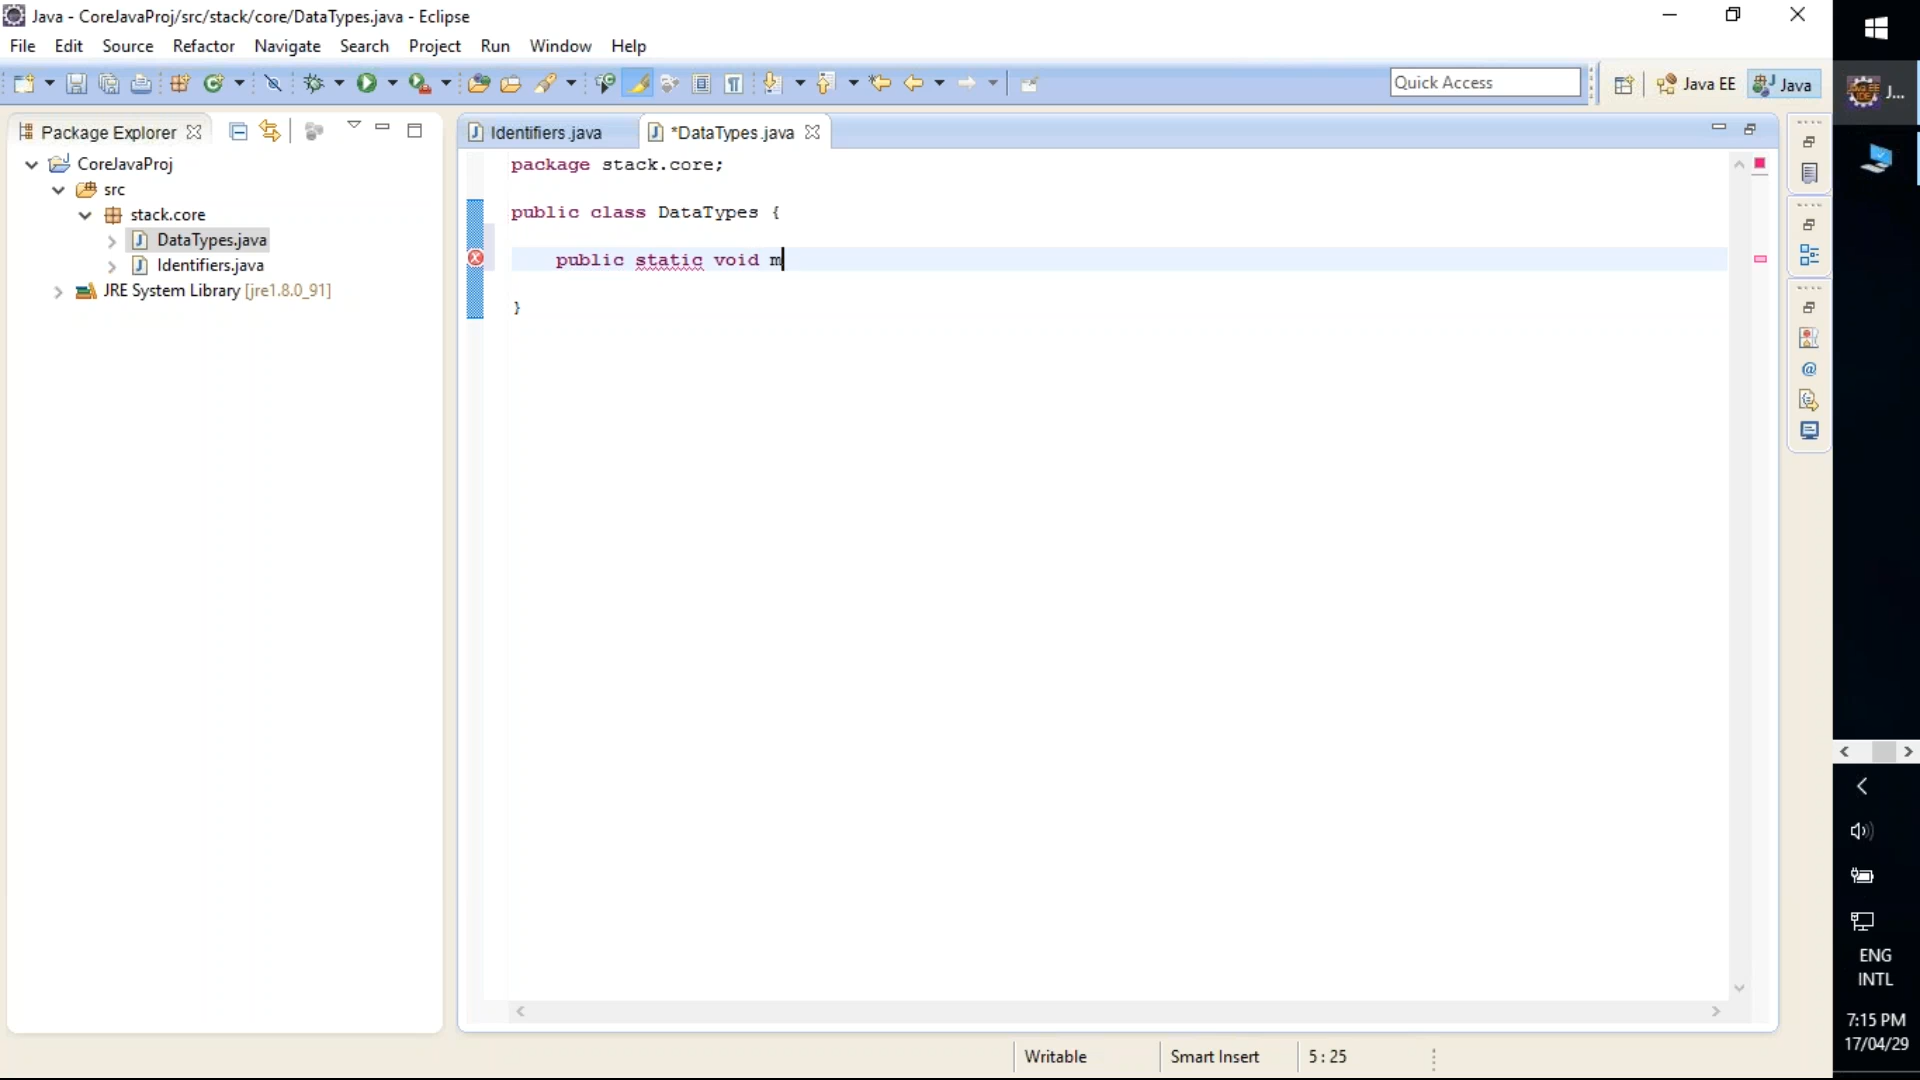 Java - CoreJavaProj/src/stack/core/DataTypes.java - Eclipse
File Edit Source Refactor Navigate Search Project Run Window Help
Quick Access
Java EE
Java
J...
Package Explorer
CoreJavaProj
src
stack.core
DataTypes.java
Identifiers.java
JRE System Library [jre1.8.0_91]
Identifiers.java
*DataTypes.java
package stack.core;
public class DataTypes {
public static void m
}
Writable
Smart Insert
5 : 25
ENG
INTL
7:15 PM
17/04/29